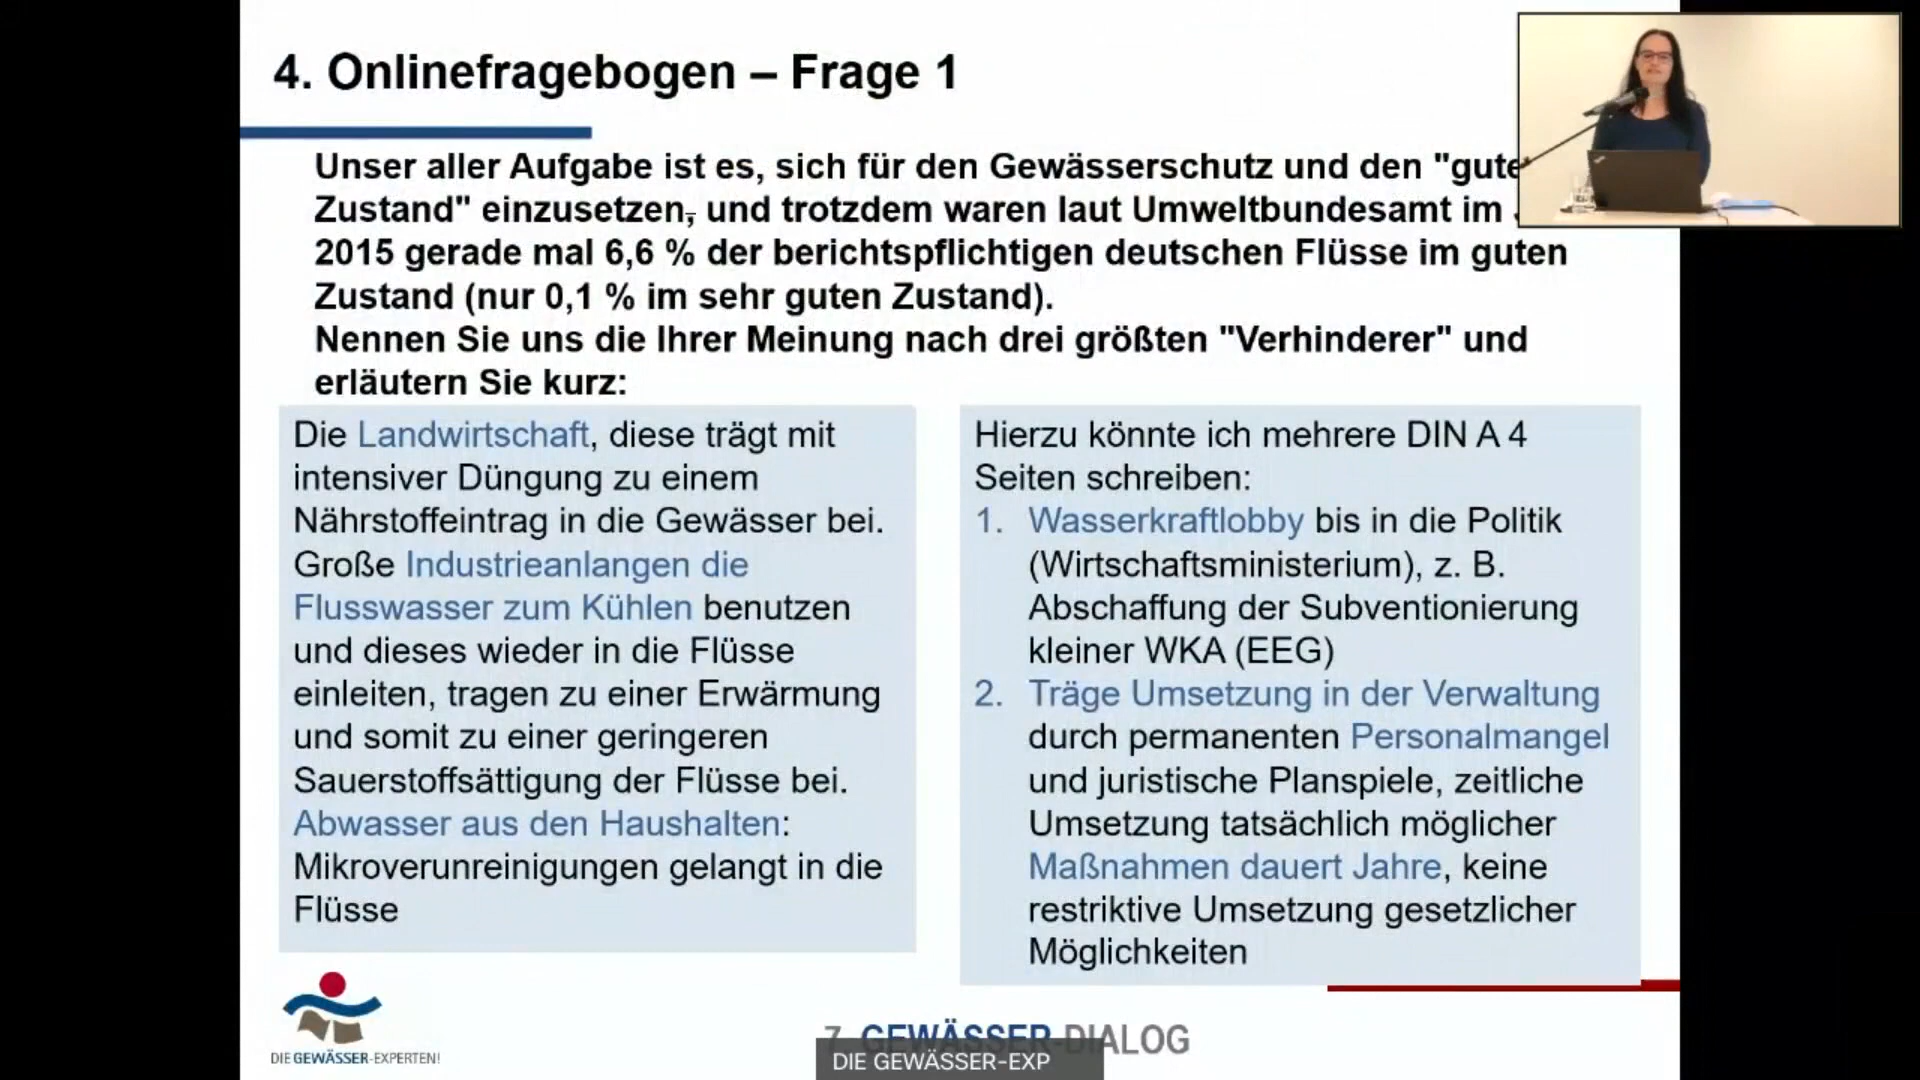 4. Onlinefragebogen – Frage 1
Unser aller Aufgabe ist es, sich für den Gewässerschutz und den "gute
Zustand" einzusetzen, und trotzdem waren laut Umweltbundesamt im
2015 gerade mal 6,6 % der berichtspflichtigen deutschen Flüsse im guten
Zustand (nur 0,1 % im sehr guten Zustand).
Nennen Sie uns die Ihrer Meinung nach drei größten "Verhinderer" und
erläutern Sie kurz:
Die Landwirtschaft, diese trägt mit
intensiver Düngung zu einem
Nährstoffeintrag in die Gewässer bei.
Große Industrieanlangen die
Flusswasser zum Kühlen benutzen
und dieses wieder in die Flüsse
einleiten, tragen zu einer Erwärmung
und somit zu einer geringeren
Sauerstoffsättigung der Flüsse bei.
Abwasser aus den Haushalten:
Mikroverunreinigungen gelangt in die
Flüsse
Hierzu könnte ich mehrere DIN A 4
Seiten schreiben:
1. Wasserkraftlobby bis in die Politik
(Wirtschaftsministerium), z. B.
Abschaffung der Subventionierung
kleiner WKA (EEG)
2. Träge Umsetzung in der Verwaltung
durch permanenten Personalmangel
und juristische Planspiele, zeitliche
Umsetzung tatsächlich möglicher
Maßnahmen dauert Jahre, keine
restriktive Umsetzung gesetzlicher
Möglichkeiten
DIE GEWÄSSER-EXPERTEN!
7. GEWÄSSER-DIALOG
DIE GEWÄSSER-EXP